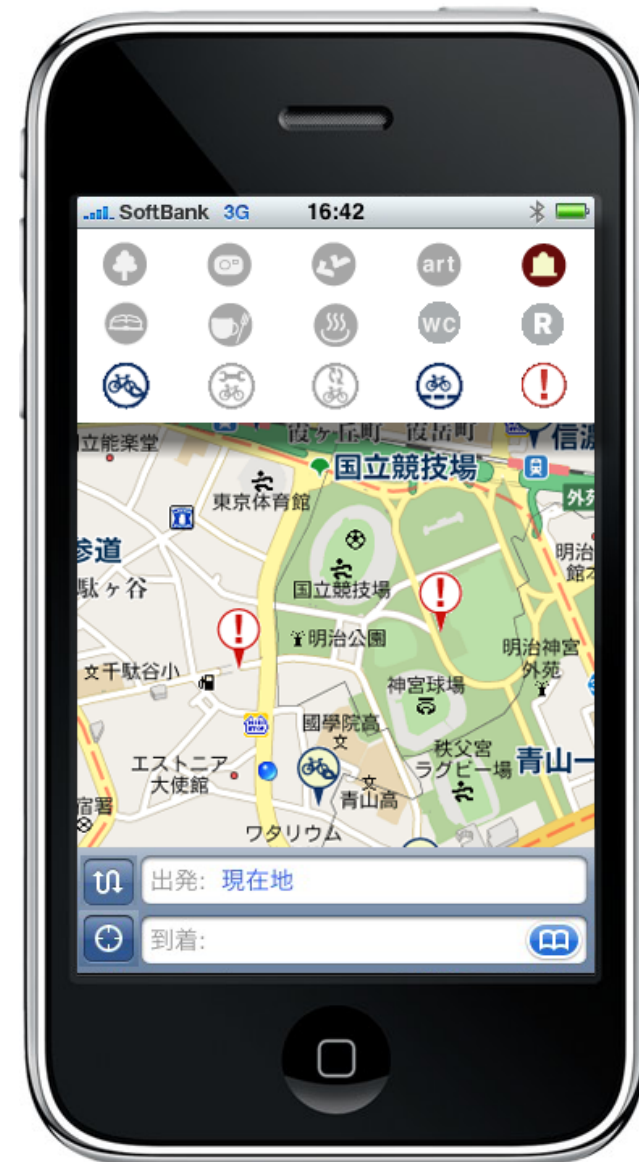 SoftBank 3G 16:42
art
WC R
!
立能楽堂
霞ヶ丘町
霞岳町
国立競技場
東京体育館
外苑
参道
駄ヶ谷
国立競技場
!
明治
館
!
明治公園
明治神宮
外苑
文千駄谷小
神宮球場
國學院高
文
秩父宮
ラグビー場
青山一
エストニア
大使館
文
青山高
宿署
ワタリウム
出発: 現在地
到着: